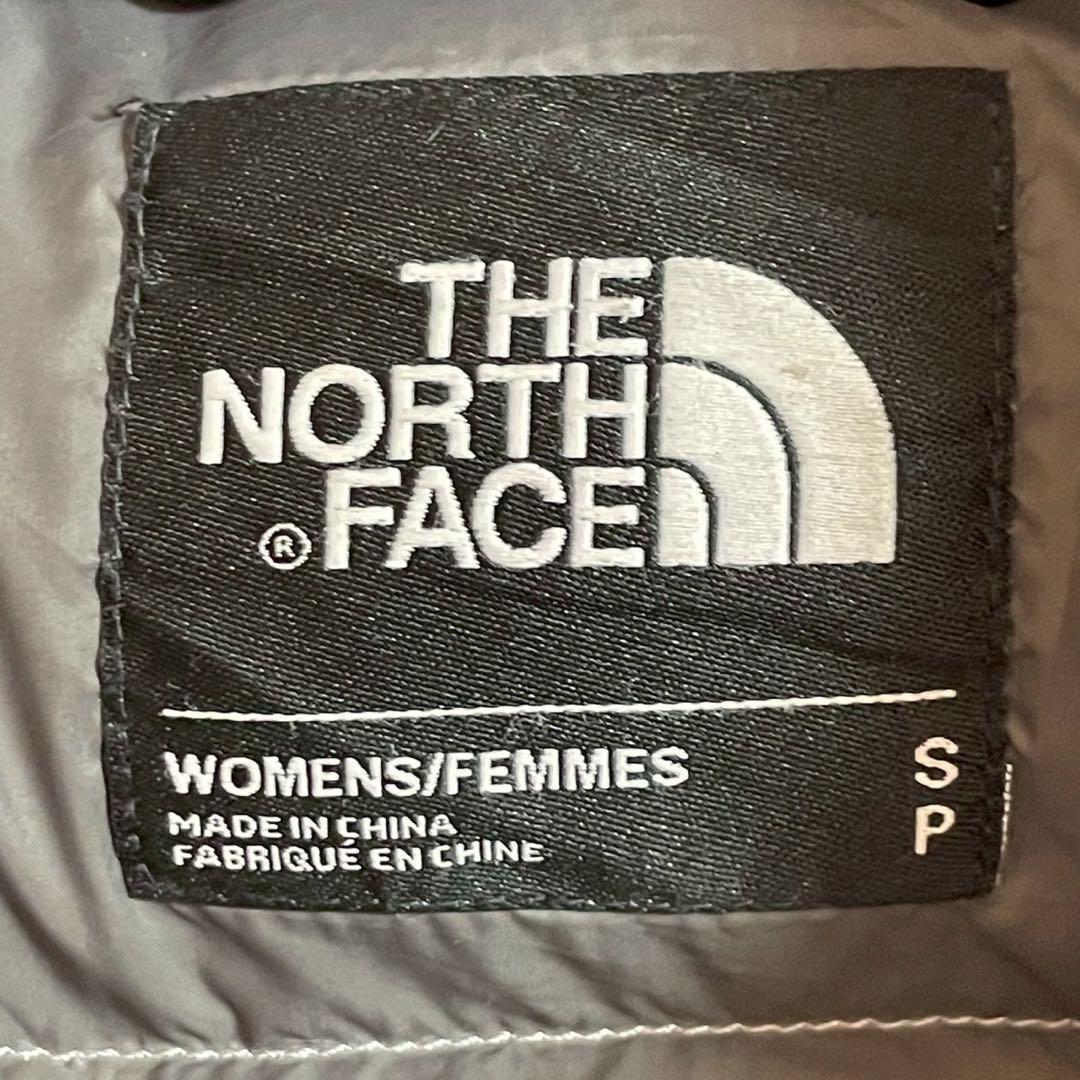 THE
NORTH
FACE
®
WOMENS/FEMMES
S
MADE IN CHINA
P
FABRIQUÉ EN CHINE